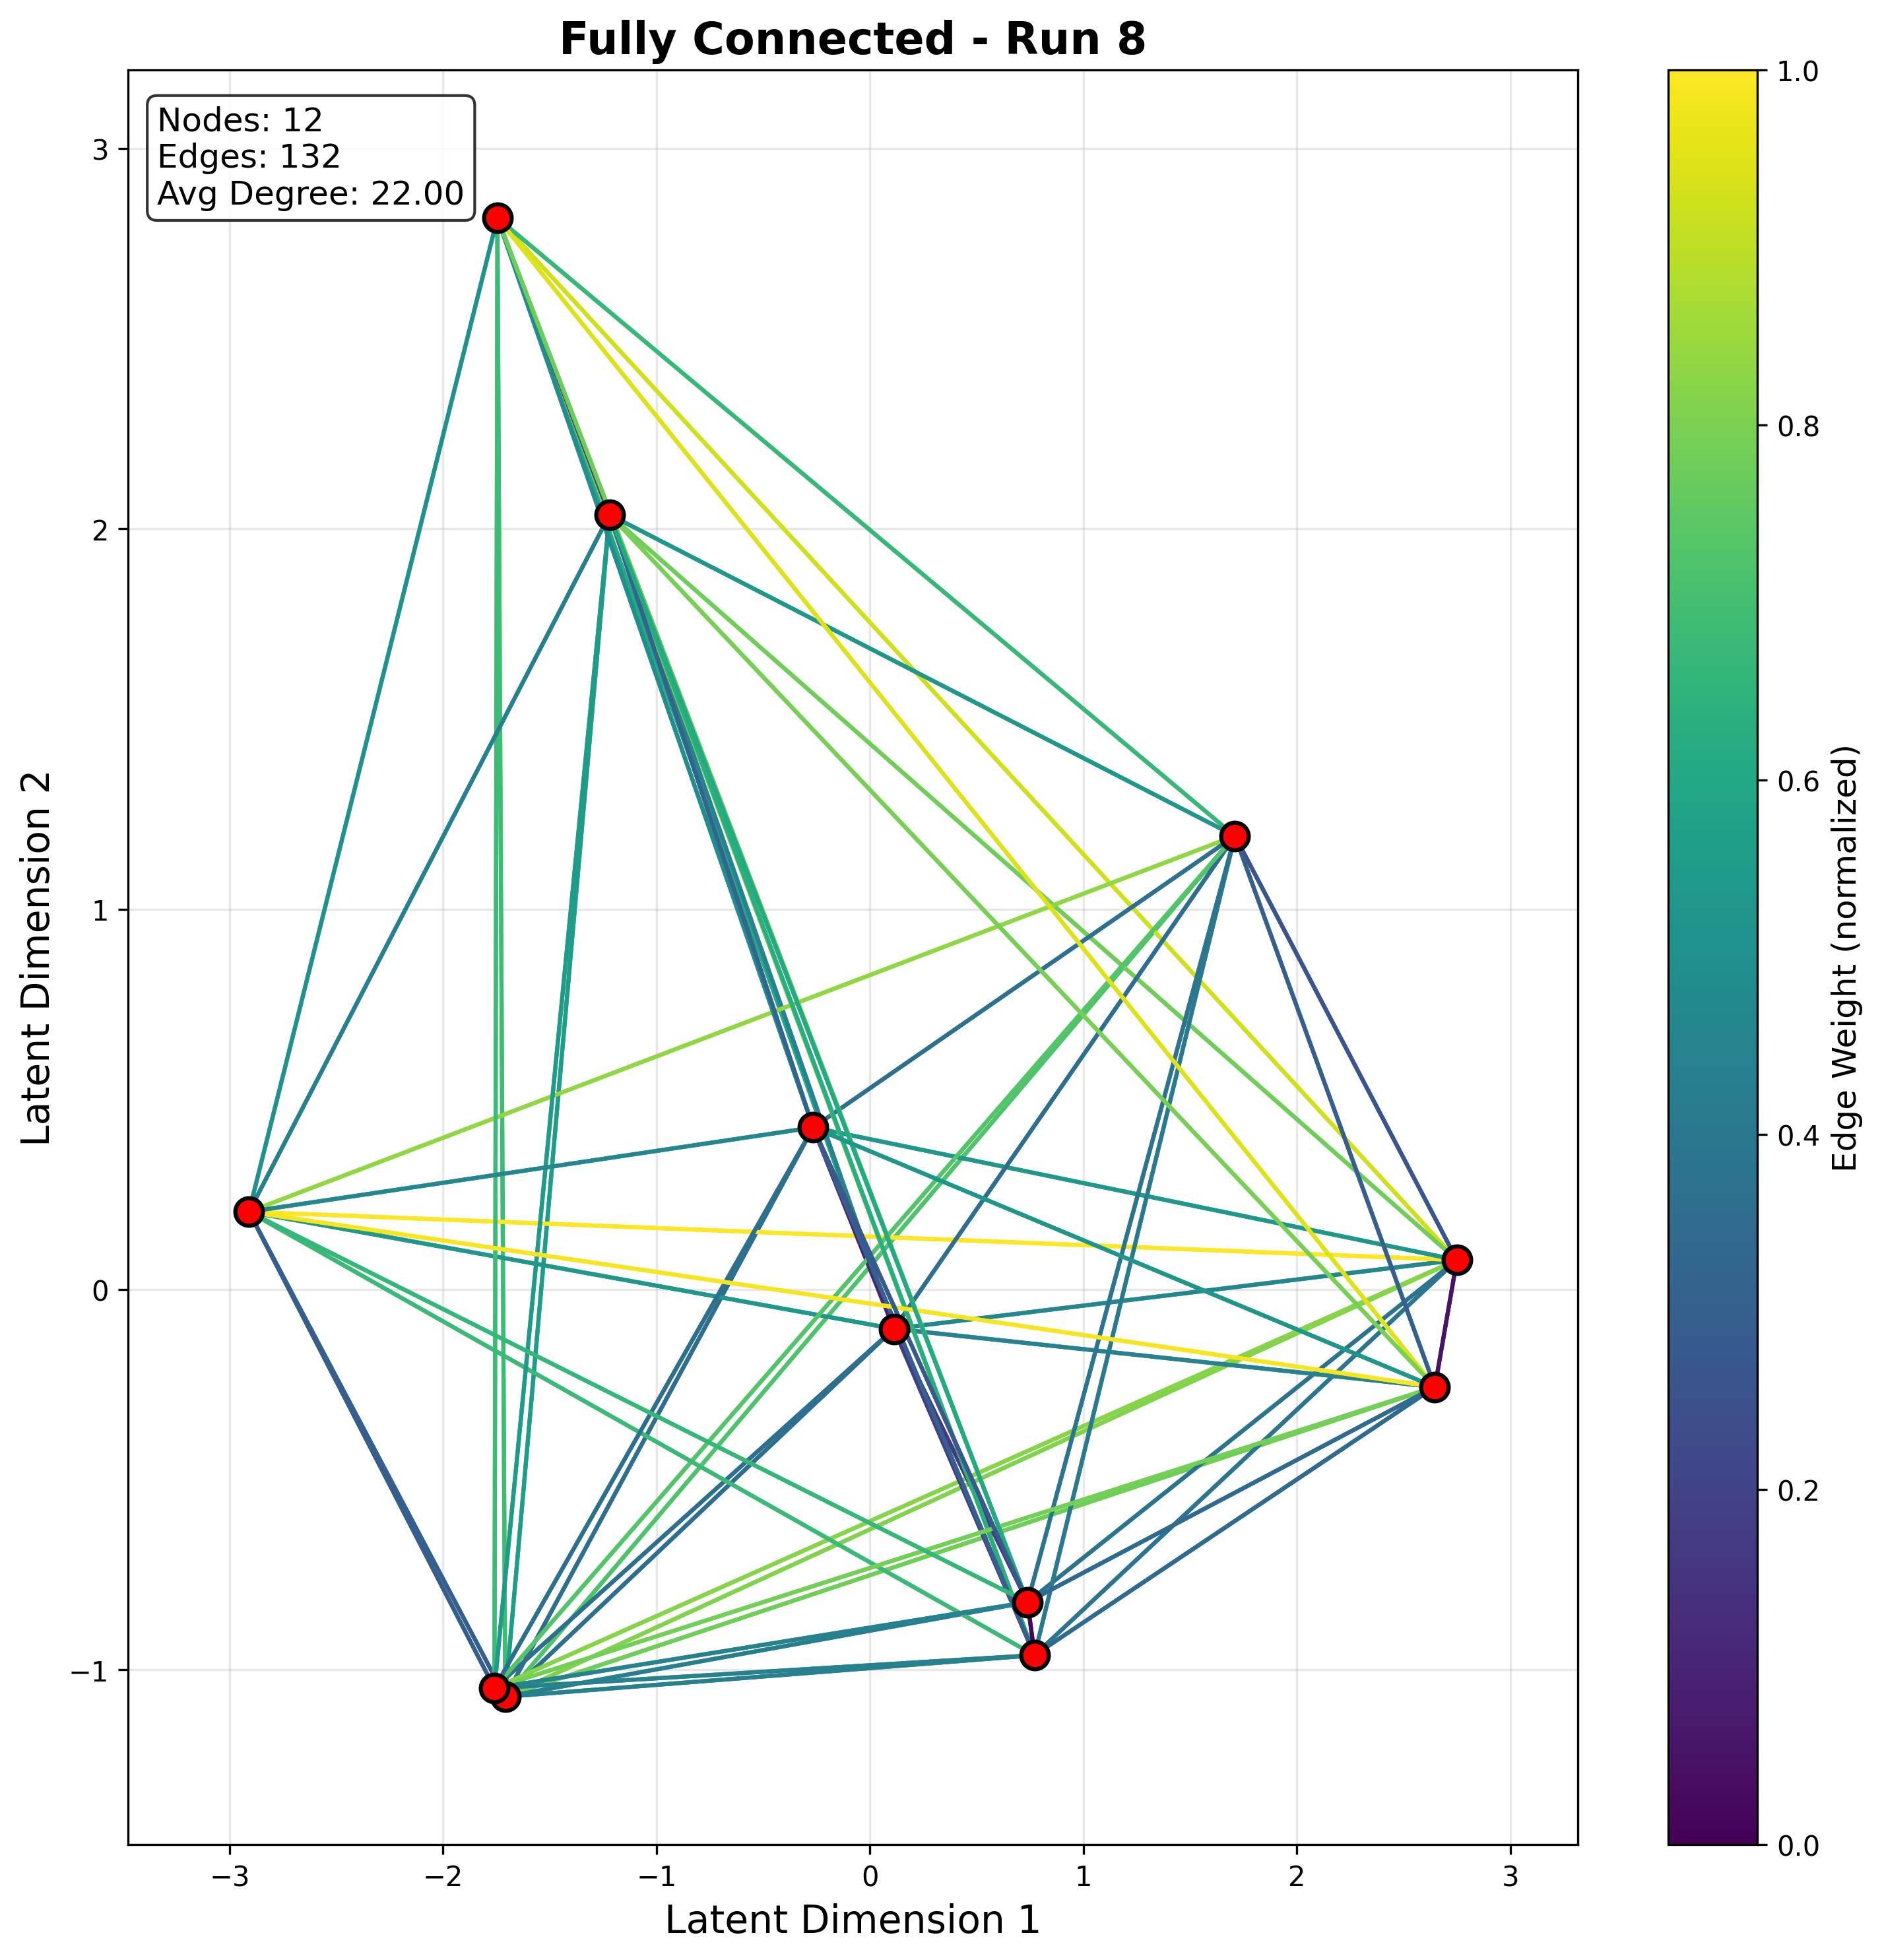 Fully Connected - Run 8
Nodes: 12
Edges: 132
Avg Degree: 22.00
3
2
1
0
−1
−3
−2
−1
0
1
2
3
Latent Dimension 1
Latent Dimension 2
1.0
0.8
0.6
0.4
0.2
0.0
Edge Weight (normalized)